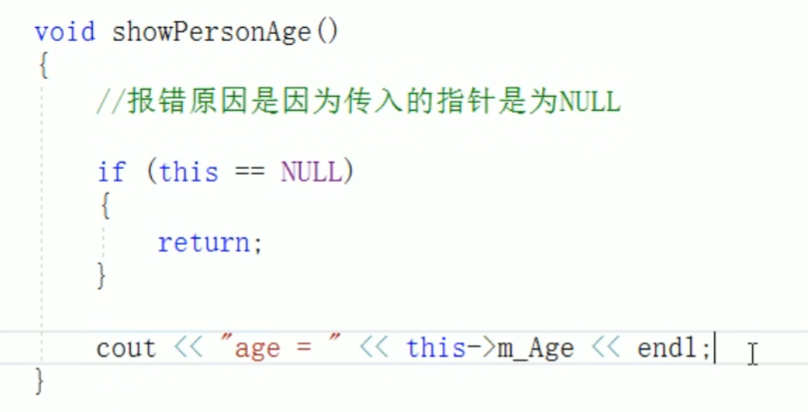 void showPersonAge()
{
//报错原因是因为传入的指针是为NULL
if (this == NULL)
{
return;
}
cout << "age = " << this->m_Age << endl;
}